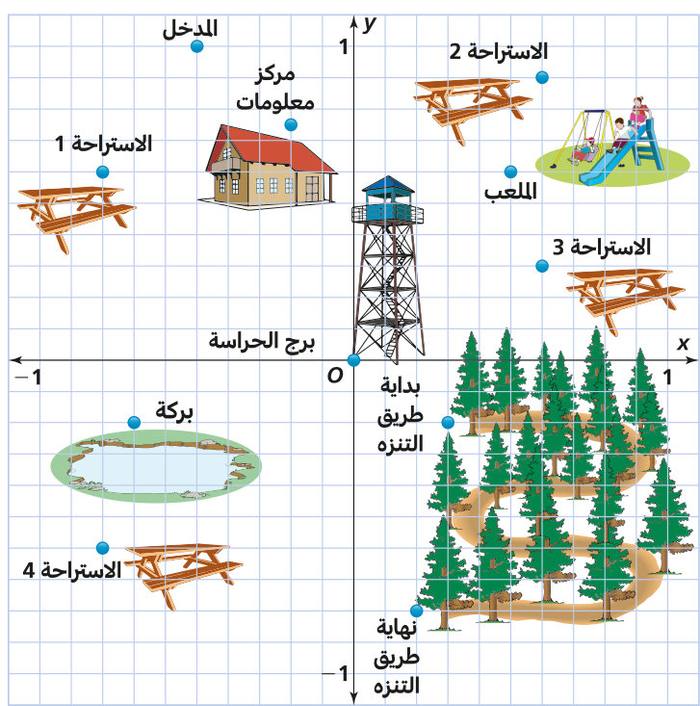 المدخل
y
1
الاستراحة 2
مركز
معلومات
الاستراحة 1
الملعب
الاستراحة 3
برج الحراسة
x
−1
O
1
بداية
طريق
التنزه
بركة
الاستراحة 4
نهاية
طريق
التنزه
−1